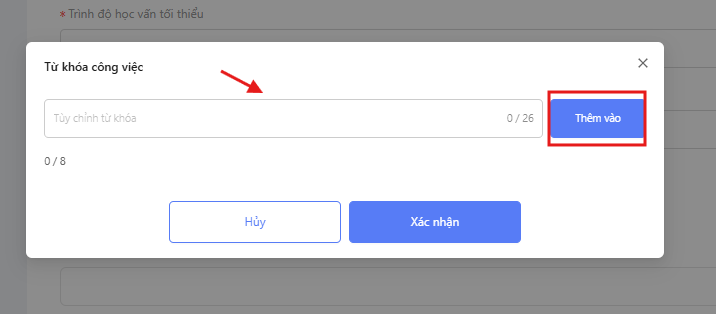 * Trình độ học vấn tối thiểu
Từ khóa công việc
Tùy chỉnh từ khóa 0 / 26 Thêm vào
0 / 8
Hủy Xác nhận